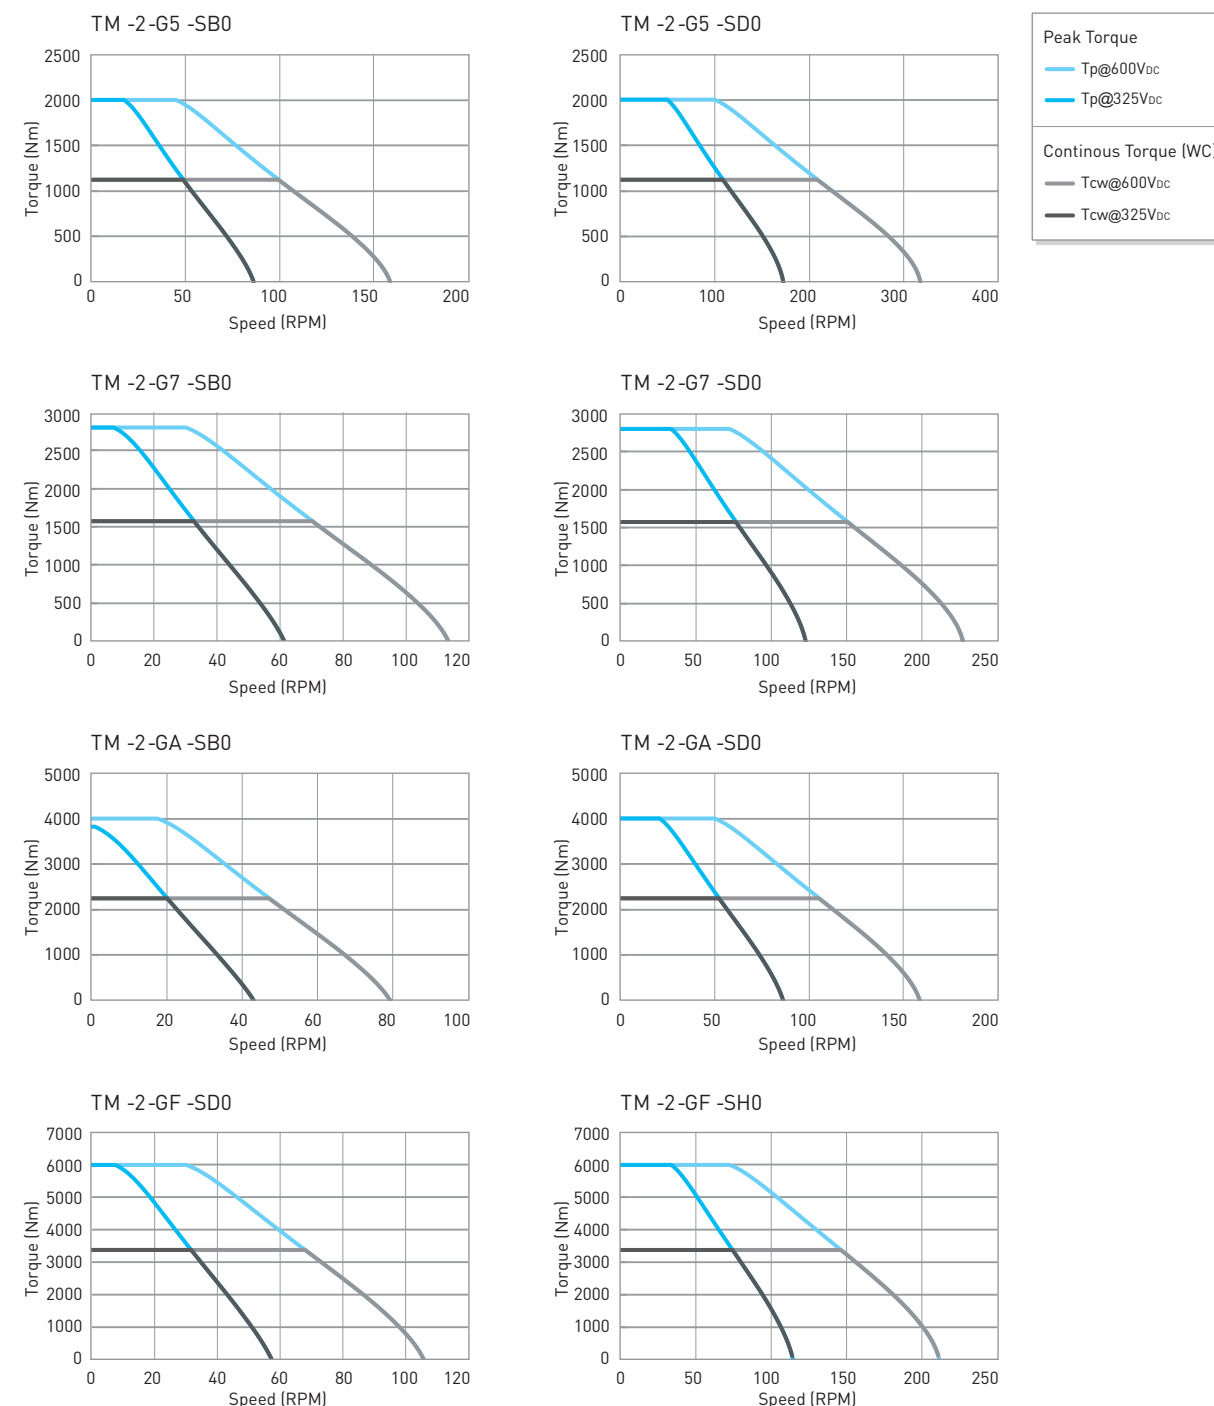 TM -2-G5 -SB0
2500
2000
1500
1000
500
0
Torque (Nm)
0 50 100 150 200
Speed (RPM)
TM -2-G5 -SD0
2500
2000
1500
1000
500
0
Torque (Nm)
0 100 200 300 400
Speed (RPM)
Peak Torque
Tp@600VDC
Tp@325VDC
Continous Torque (WC)
Tcw@600VDC
Tcw@325VDC
TM -2-G7 -SB0
3000
2500
2000
1500
1000
500
0
Torque (Nm)
0 20 40 60 80 100 120
Speed (RPM)
TM -2-G7 -SD0
3000
2500
2000
1500
1000
500
0
Torque (Nm)
0 50 100 150 200 250
Speed (RPM)
TM -2-GA -SB0
5000
4000
3000
2000
1000
0
Torque (Nm)
0 20 40 60 80 100
Speed (RPM)
TM -2-GA -SD0
5000
4000
3000
2000
1000
0
Torque (Nm)
0 50 100 150 200
Speed (RPM)
TM -2-GF -SD0
7000
6000
5000
4000
3000
2000
1000
0
Torque (Nm)
0 20 40 60 80 100 120
Speed (RPM)
TM -2-GF -SH0
7000
6000
5000
4000
3000
2000
1000
0
Torque (Nm)
0 50 100 150 200 250
Speed (RPM)